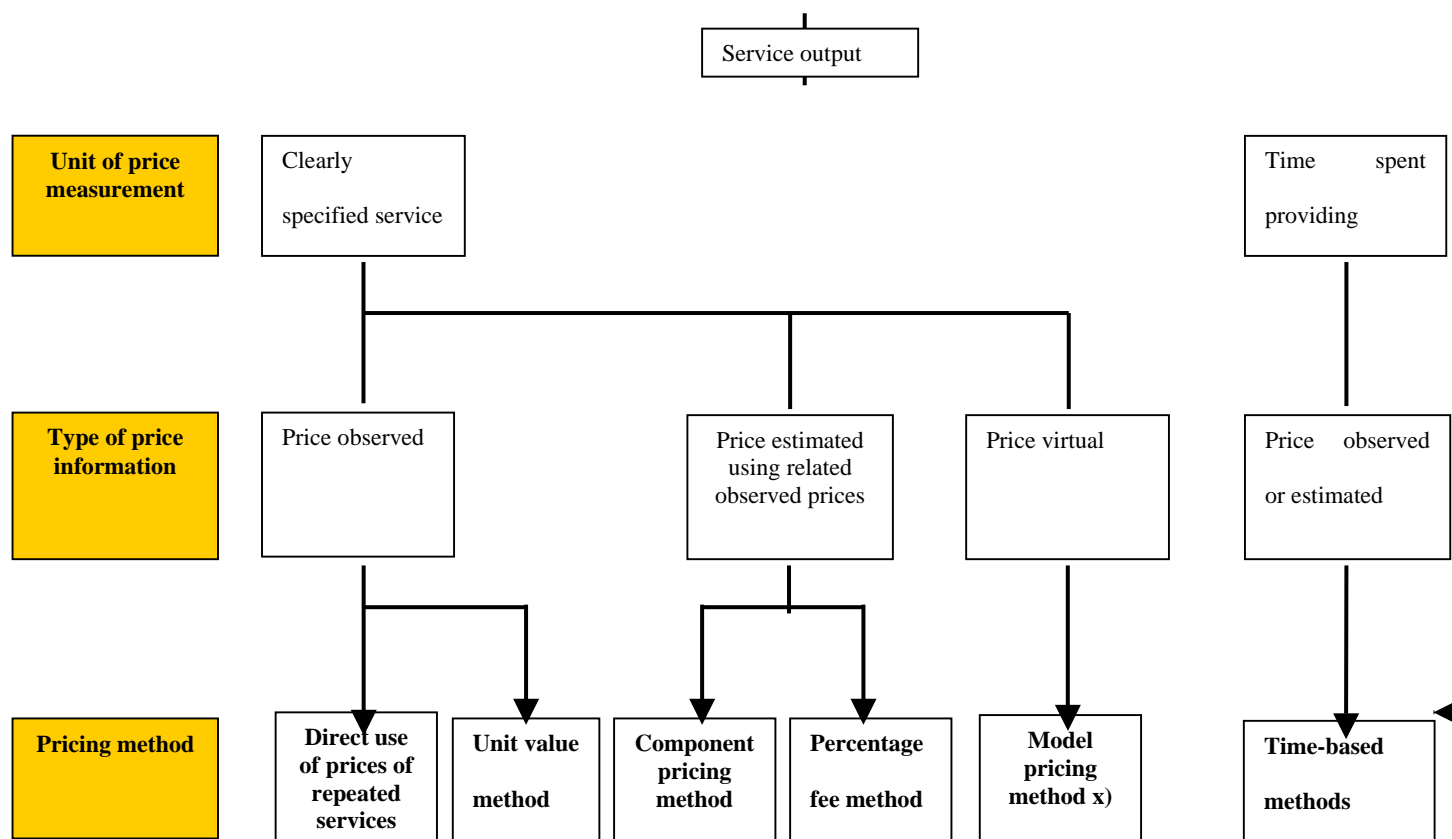 Service output
Unit of price
measurement
Clearly
specified service
Time spent
providing
Type of price
information
Price observed
Price estimated
using related
observed prices
Price virtual
Price observed
or estimated
Pricing method
Direct use
of prices of
repeated
services
Unit value
method
Component
pricing
method
Percentage
fee method
Model
pricing
method x)
Time-based
methods